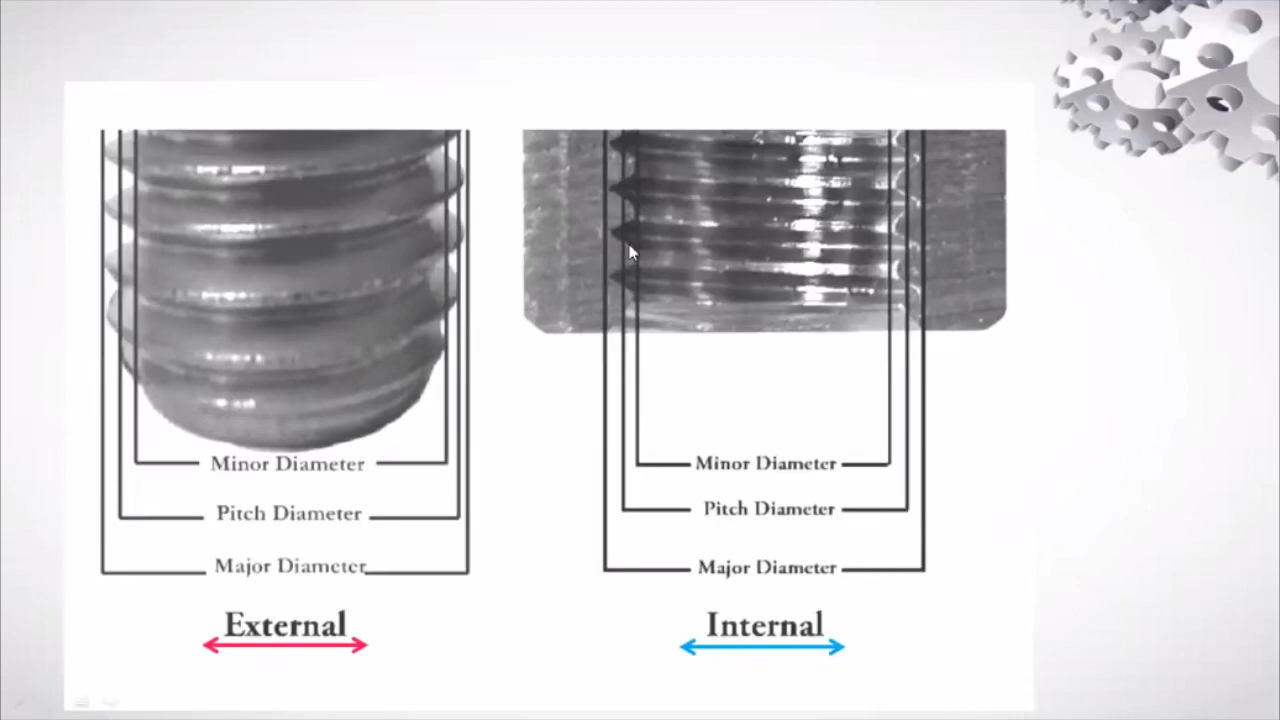 Minor Diameter
Pitch Diameter
Major Diameter
External
Minor Diameter
Pitch Diameter
Major Diameter
Internal